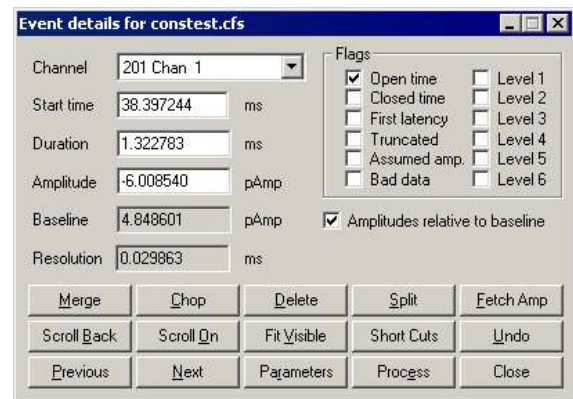 Event details for constest.cfs
Channel 201 Chan 1
Start time 38.397244 ms
Duration 1.322783 ms
Amplitude -6.008540 pAmp
Baseline 4.848601 pAmp
Resolution 0.029863 ms
Flags
Open time Level 1
Closed time Level 2
First latency Level 3
Truncated Level 4
Assumed amp. Level 5
Bad data Level 6
Amplitudes relative to baseline
Merge Chop Delete Split Fetch Amp
Scroll Back Scroll On Fit Visible Short Cuts Undo
Previous Next Parameters Process Close